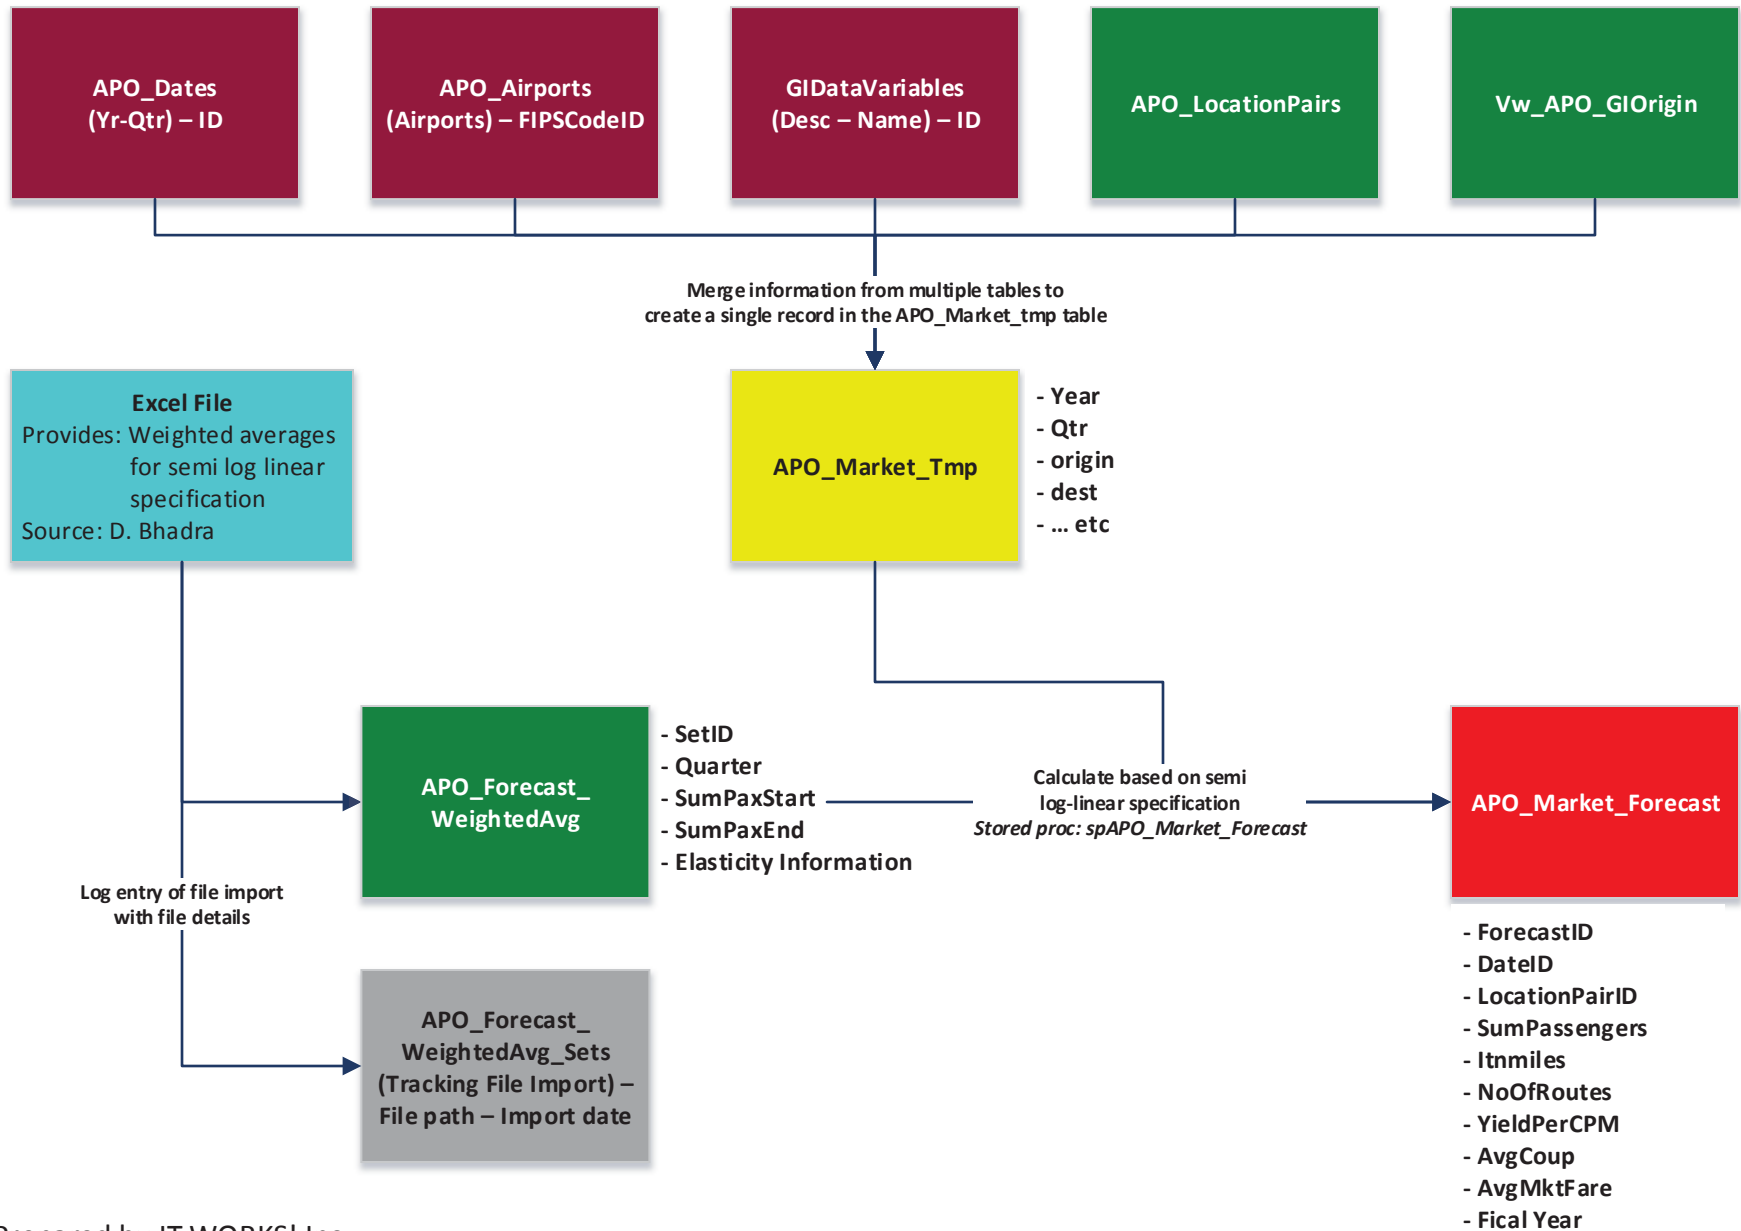 APO_Dates
(Yr-Qtr) – ID
APO_Airports
(Airports) – FIPSCodeID
GIDataVariables
(Desc – Name) – ID
APO_LocationPairs
Vw_APO_GIOrigin
Merge information from multiple tables to
create a single record in the APO_Market_tmp table
Excel File
Provides: Weighted averages
for semi log linear
specification
Source: D. Bhadra
APO_Market_Tmp
- Year
- Qtr
- origin
- dest
- ... etc
APO_Forecast_
WeightedAvg
- SetID
- Quarter
- SumPaxStart
- SumPaxEnd
- Elasticity Information
Calculate based on semi
log-linear specification
Stored proc: spAPO_Market_Forecast
APO_Market_Forecast
Log entry of file import
with file details
APO_Forecast_
WeightedAvg_Sets
(Tracking File Import) –
File path – Import date
- ForecastID
- DateID
- LocationPairID
- SumPassengers
- Itnmiles
- NoOfRoutes
- YieldPerCPM
- AvgCoup
- AvgMktFare
- Fical Year